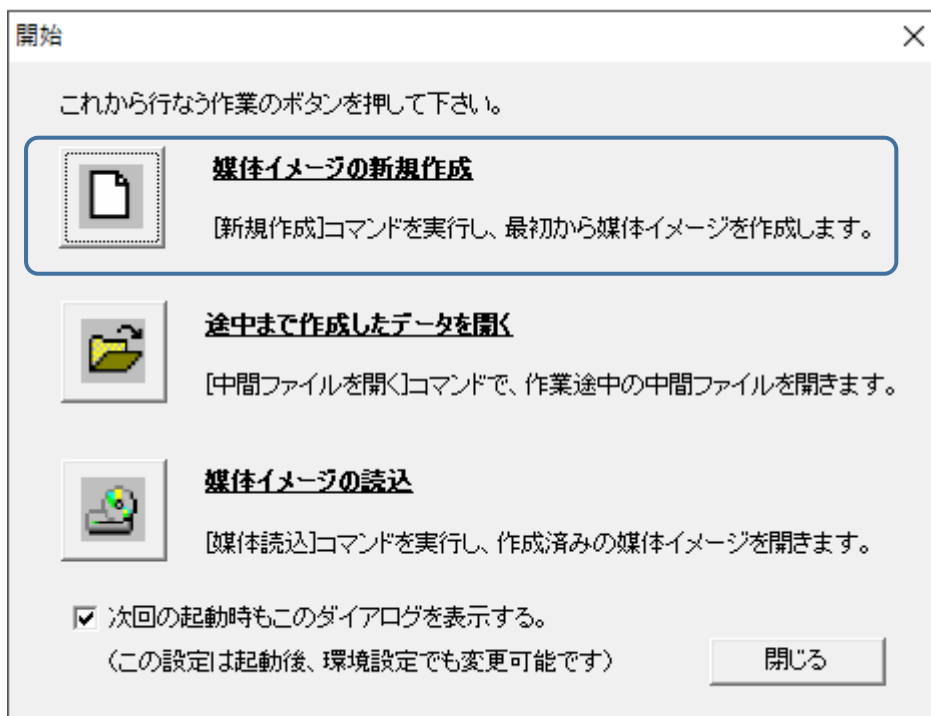 開始
これから行なう作業のボタンを押して下さい。
媒体イメージの新規作成
[新規作成]コマンドを実行し、最初から媒体イメージを作成します。
途中まで作成したデータを開く
[中間ファイルを開く]コマンドで、作業途中の中間ファイルを開きます。
媒体イメージの読込
[媒体読込]コマンドを実行し、作成済みの媒体イメージを開きます。
次回の起動時もこのダイアログを表示する。
（この設定は起動後、環境設定でも変更可能です）
閉じる